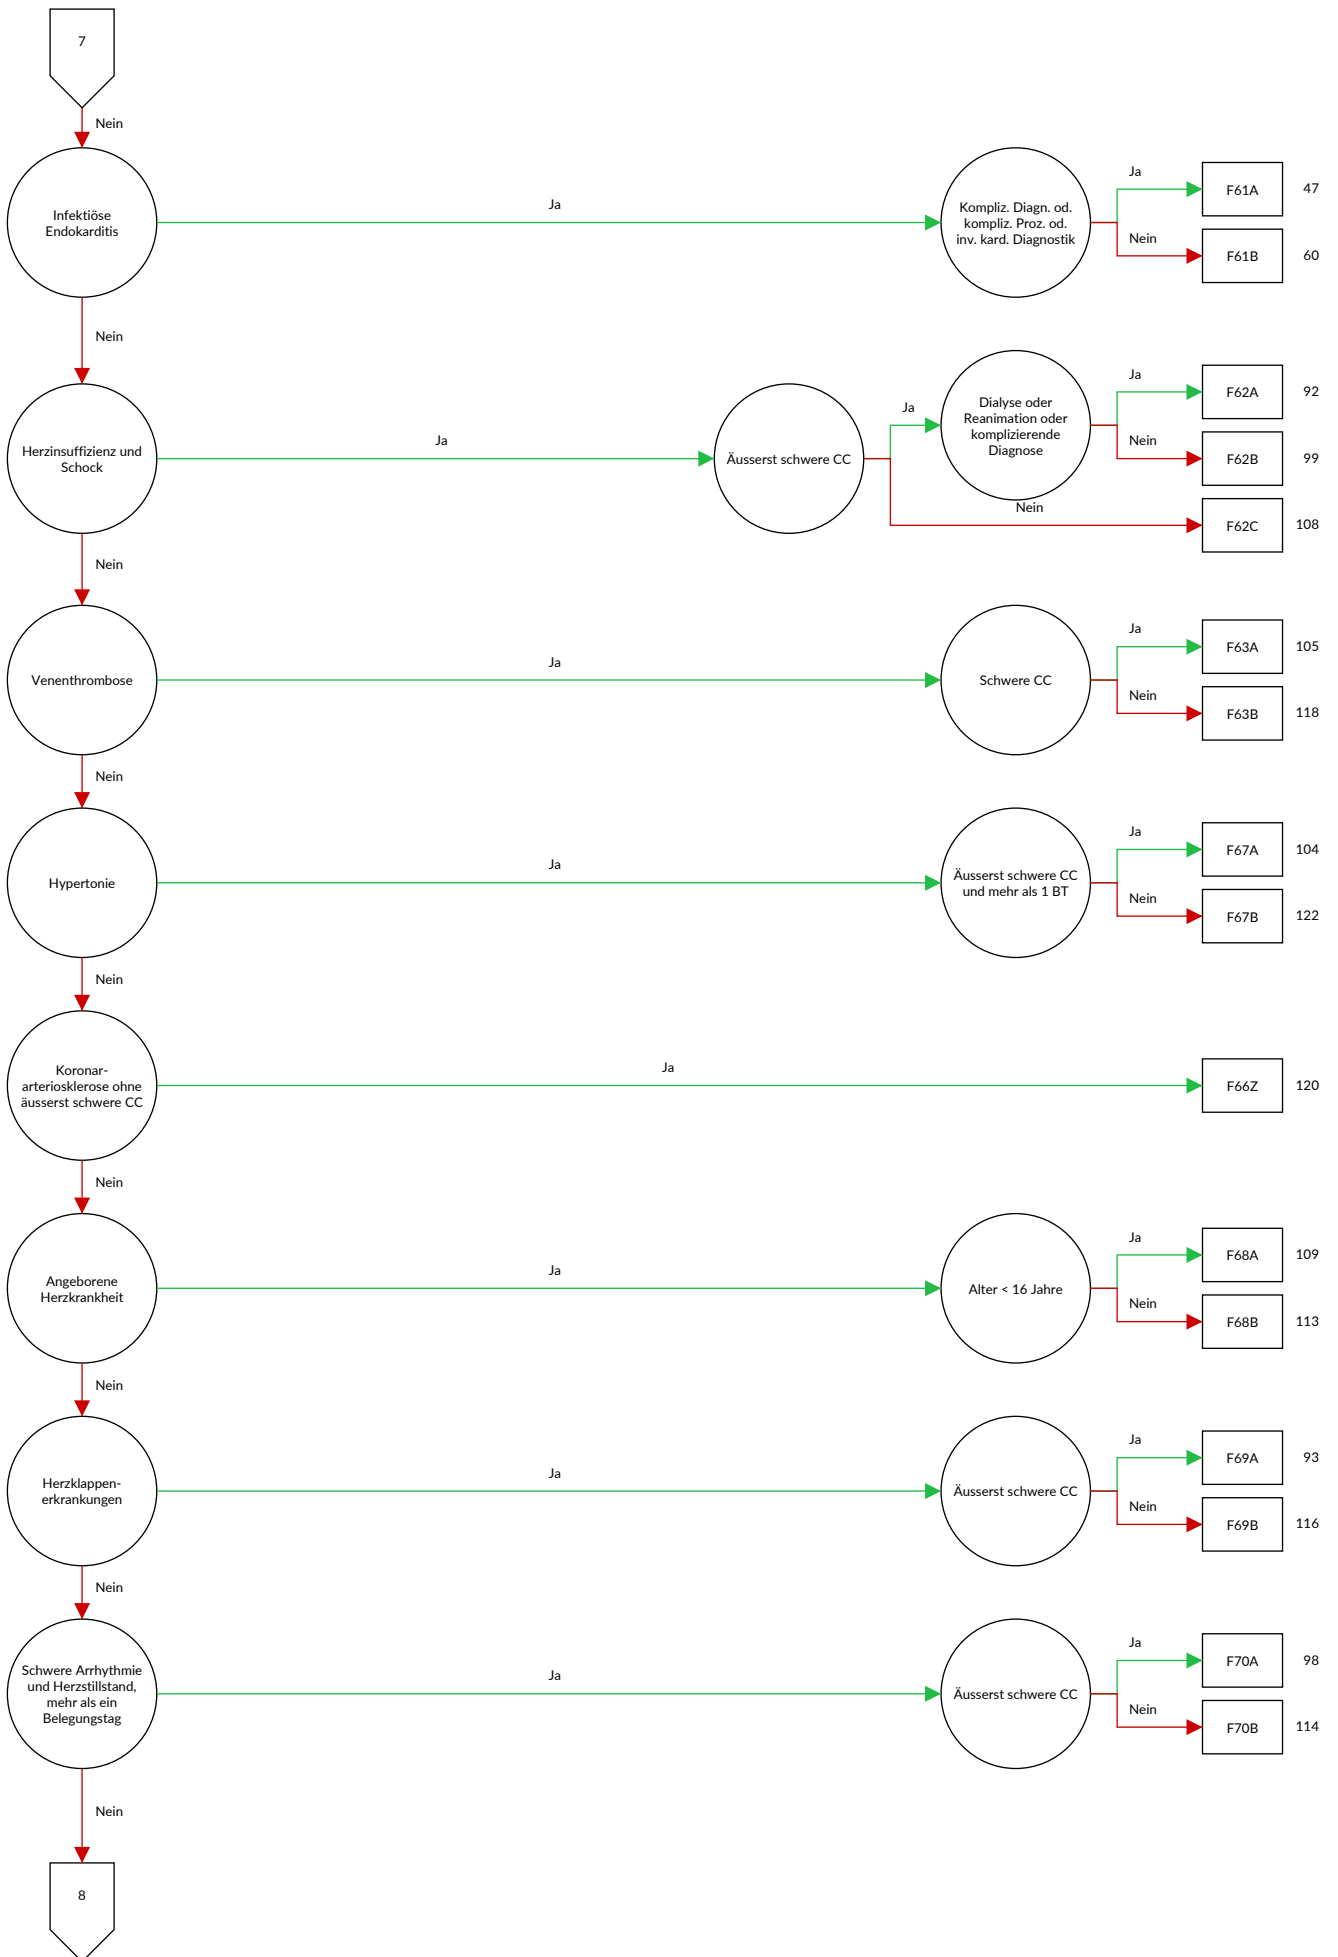 7
Nein
Infektiöse
Endokarditis
Ja
Kompliz. Diagn. od.
kompliz. Proz. od.
inv. kard. Diagnostik
Ja
F61A
47
Nein
F61B
60
Nein
Herzinsuffizienz und
Schock
Ja
Äusserst schwere CC
Ja
Dialyse oder
Reanimation oder
komplizierende
Diagnose
Ja
F62A
92
Nein
F62B
99
Nein
F62C
108
Nein
Venenthrombose
Ja
Schwere CC
Ja
F63A
105
Nein
F63B
118
Nein
Hypertonie
Ja
Äusserst schwere CC
und mehr als 1 BT
Ja
F67A
104
Nein
F67B
122
Nein
Koronar-
arteriosklerose ohne
äusserst schwere CC
Ja
F66Z
120
Nein
Angeborene
Herzkrankheit
Ja
Alter < 16 Jahre
Ja
F68A
109
Nein
F68B
113
Nein
Herzklappen-
erkrankungen
Ja
Äusserst schwere CC
Ja
F69A
93
Nein
F69B
116
Nein
Schwere Arrhythmie
und Herzstillstand,
mehr als ein
Belegungstag
Ja
Äusserst schwere CC
Ja
F70A
98
Nein
F70B
114
Nein
8